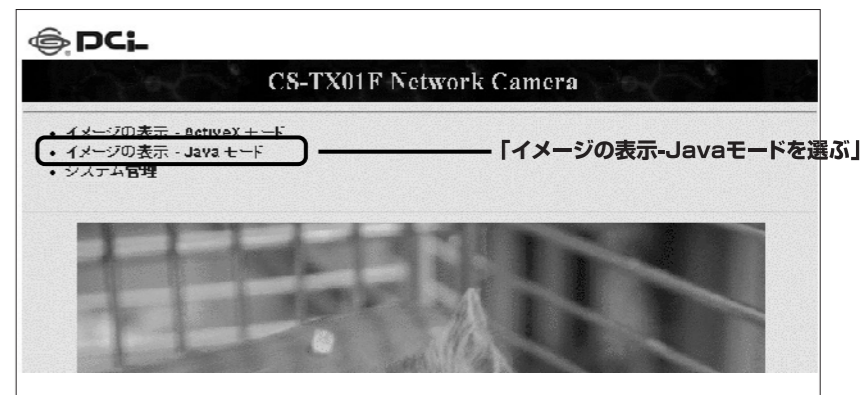 PCi
CS-TX01F Network Camera
• イメージの表示 - ActiveX モード
• イメージの表示 - Java モード
「イメージの表示-Javaモードを選ぶ」
• システム管理